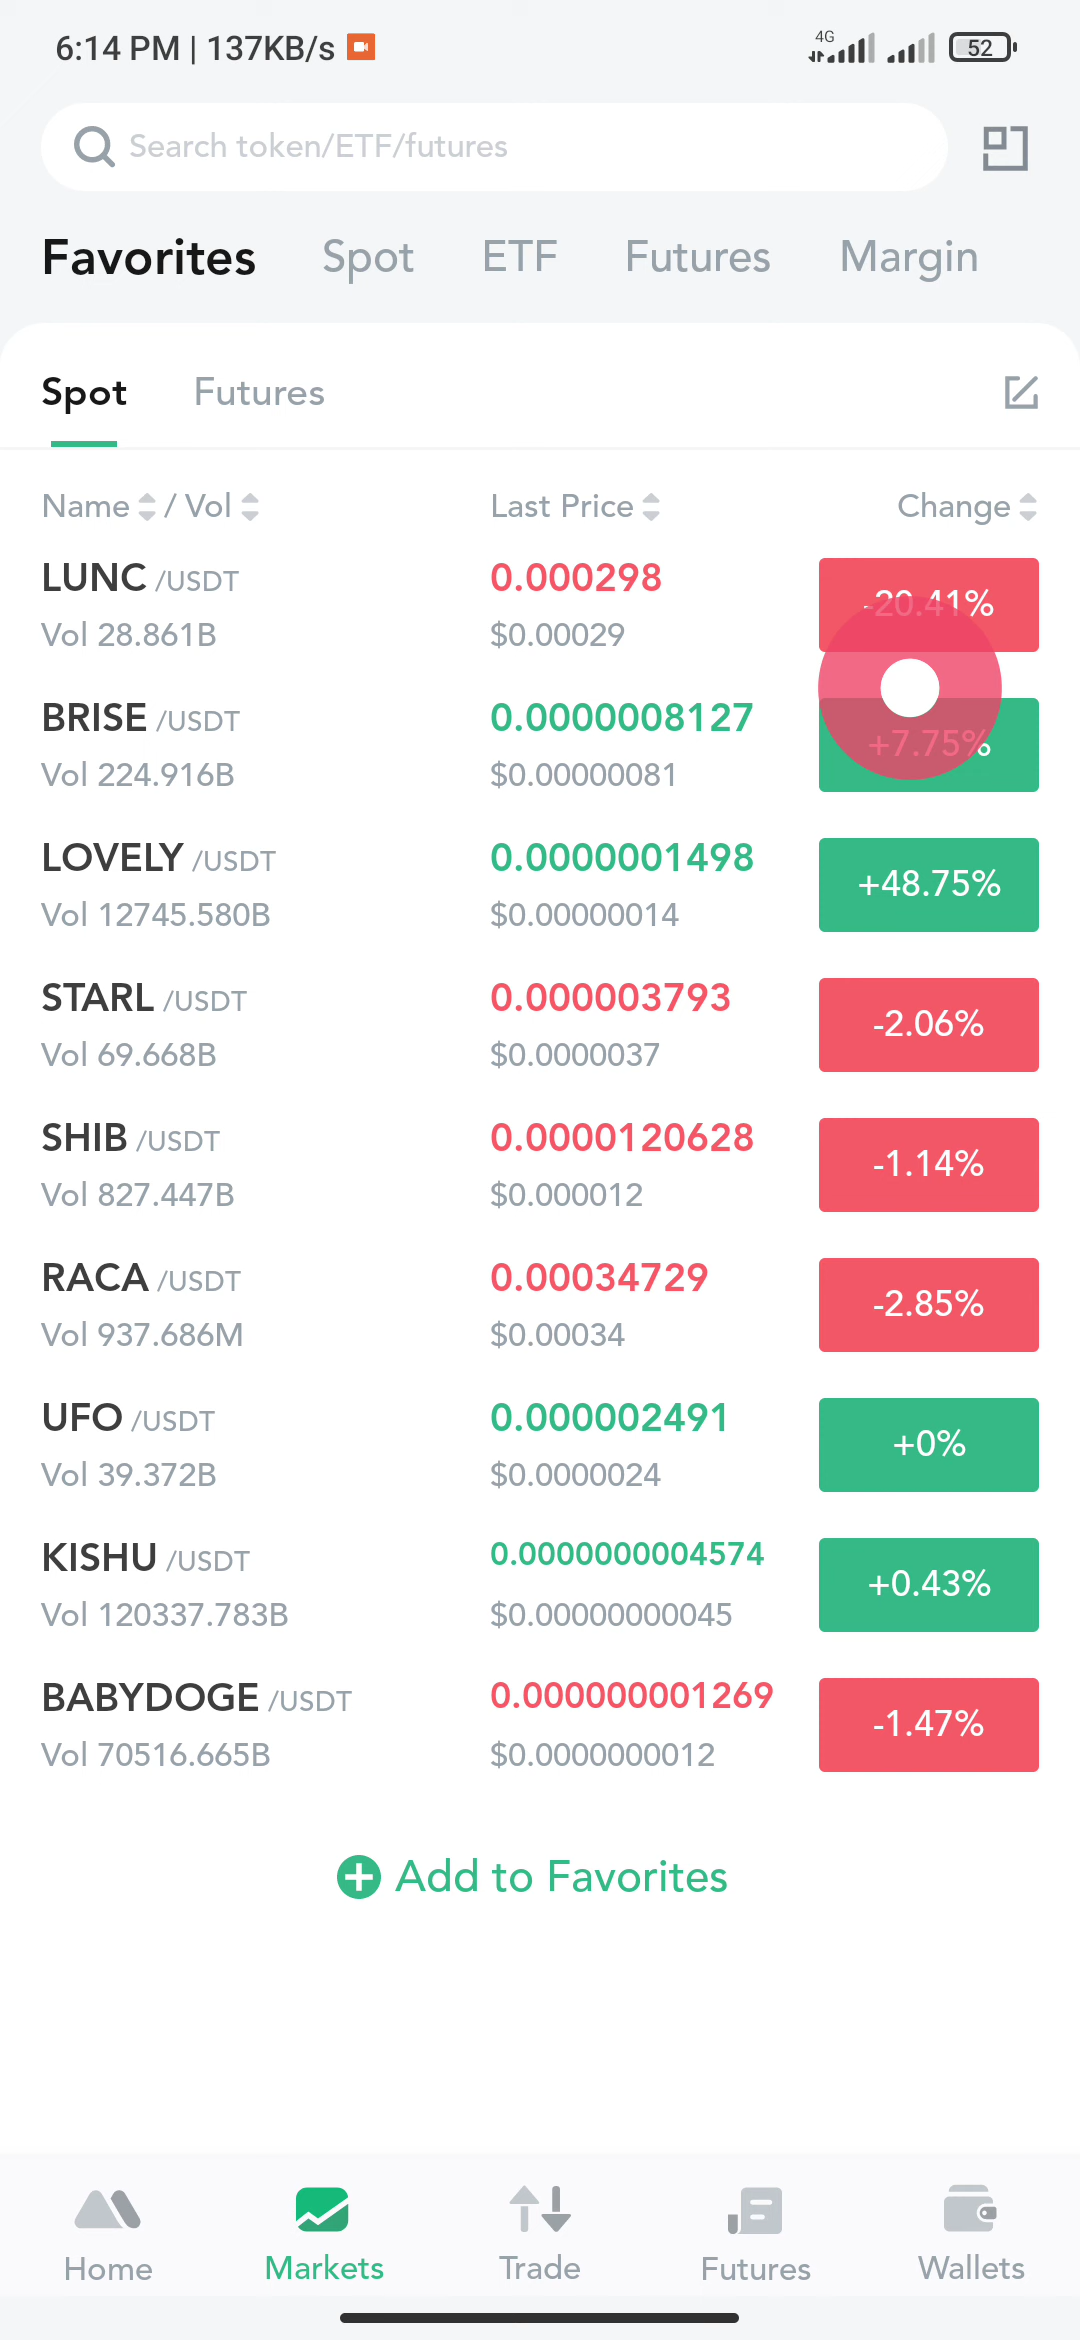 6:14 PM | 137KB/s
4G
52
Search token/ETF/futures
Favorites Spot ETF Futures Margin
Spot Futures
Name / Vol Last Price Change
LUNC /USDT 0.000298 -20.41%
Vol 28.861B $0.00029
BRISE /USDT 0.0000008127 +7.75%
Vol 224.916B $0.00000081
LOVELY /USDT 0.0000001498 +48.75%
Vol 12745.580B $0.00000014
STARL /USDT 0.000003793 -2.06%
Vol 69.668B $0.0000037
SHIB /USDT 0.0000120628 -1.14%
Vol 827.447B $0.000012
RACA /USDT 0.00034729 -2.85%
Vol 937.686M $0.00034
UFO /USDT 0.000002491 +0%
Vol 39.372B $0.0000024
KISHU /USDT 0.0000000004574 +0.43%
Vol 120337.783B $0.00000000045
BABYDOGE /USDT 0.000000001269 -1.47%
Vol 70516.665B $0.0000000012
Add to Favorites
Home Markets Trade Futures Wallets